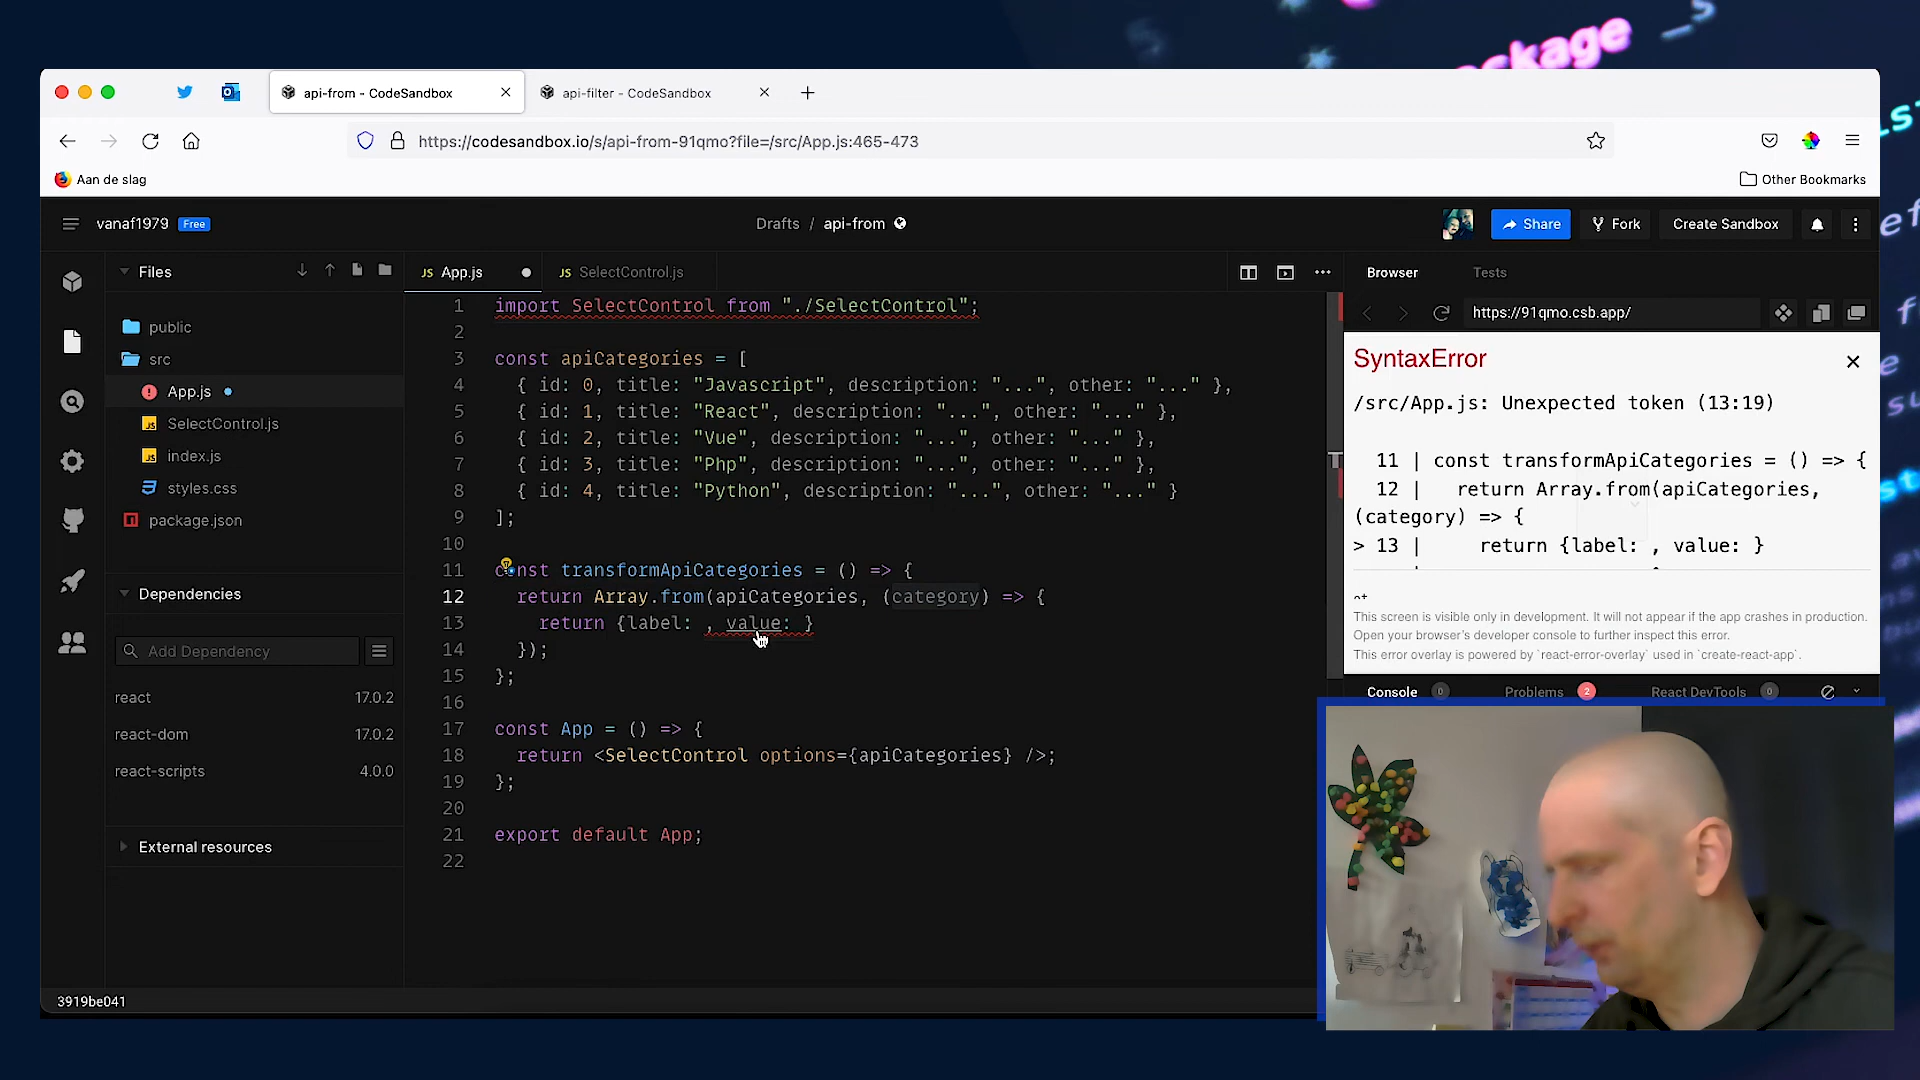 ckage _s
api-from - CodeSandbox
api-filter - CodeSandbox
https://codesandbox.io/s/api-from-91qmo?file=/src/App.js:465-473
Aan de slag
Other Bookmarks
vanaf1979 Free
Drafts / api-from
Share
Fork
Create Sandbox
Files
public
src
App.js
SelectControl.js
index.js
styles.css
package.json
Dependencies
Add Dependency
react 17.0.2
react-dom 17.0.2
react-scripts 4.0.0
External resources
3919be041
JS App.js
JS SelectControl.js
1 import SelectControl from "./SelectControl";
2
3 const apiCategories = [
4 { id: 0, title: "Javascript", description: "...", other: "..." },
5 { id: 1, title: "React", description: "...", other: "..." },
6 { id: 2, title: "Vue", description: "...", other: "..." },
7 { id: 3, title: "Php", description: "...", other: "..." },
8 { id: 4, title: "Python", description: "...", other: "..." }
9 ];
10
11 const transformApiCategories = () => {
12 return Array.from(apiCategories, (category) => {
13 return {label: , value: }
14 });
15 };
16
17 const App = () => {
18 return <SelectControl options={apiCategories} />;
19 };
20
21 export default App;
22
Browser
Tests
https://91qmo.csb.app/
SyntaxError
/src/App.js: Unexpected token (13:19)
11 | const transformApiCategories = () => {
12 | return Array.from(apiCategories,
(category) => {
> 13 | return {label: , value: }
This screen is visible only in development. It will not appear if the app crashes in production.
Open your browser's developer console to further inspect this error.
This error overlay is powered by `react-error-overlay` used in `create-react-app`.
Console 0
Problems 2
React DevTools 0